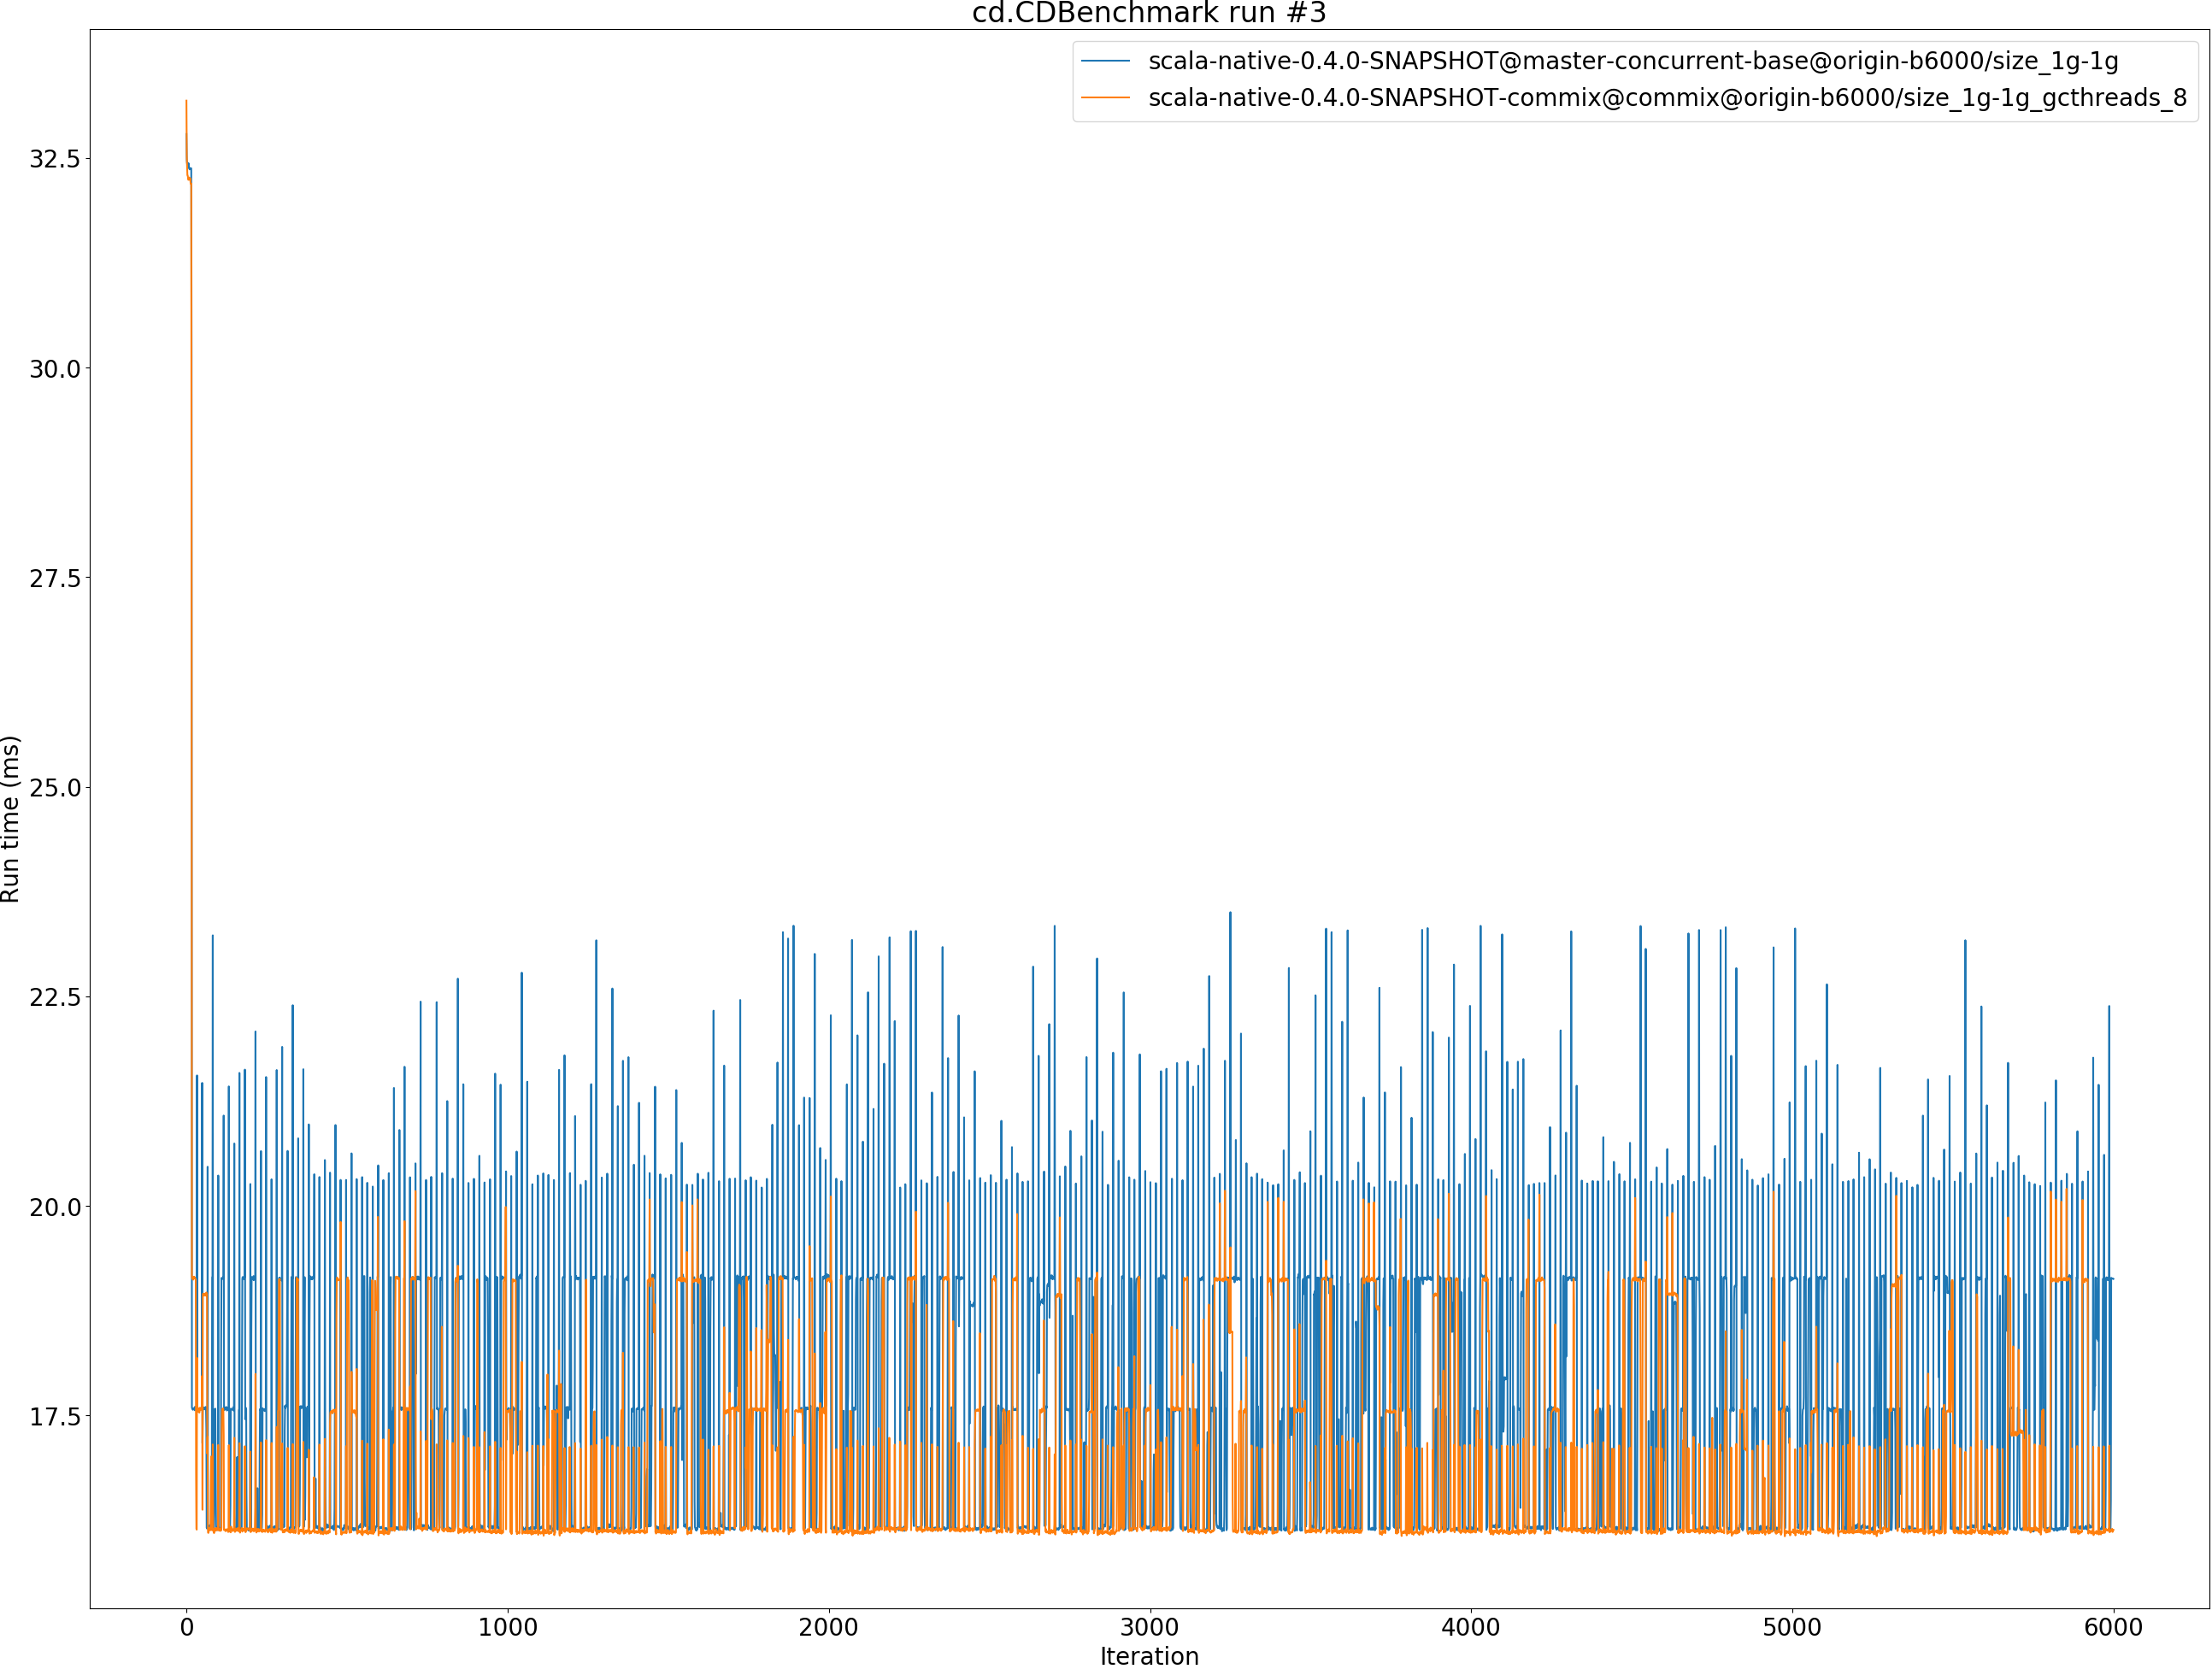 cd.CDBenchmark run #3
scala-native-0.4.0-SNAPSHOT@master-concurrent-base@origin-b6000/size_1g-1g
scala-native-0.4.0-SNAPSHOT-commix@commix@origin-b6000/size_1g-1g_gcthreads_8
Run time (ms)
32.5
30.0
27.5
25.0
22.5
20.0
17.5
0 1000 2000 3000 4000 5000 6000
Iteration